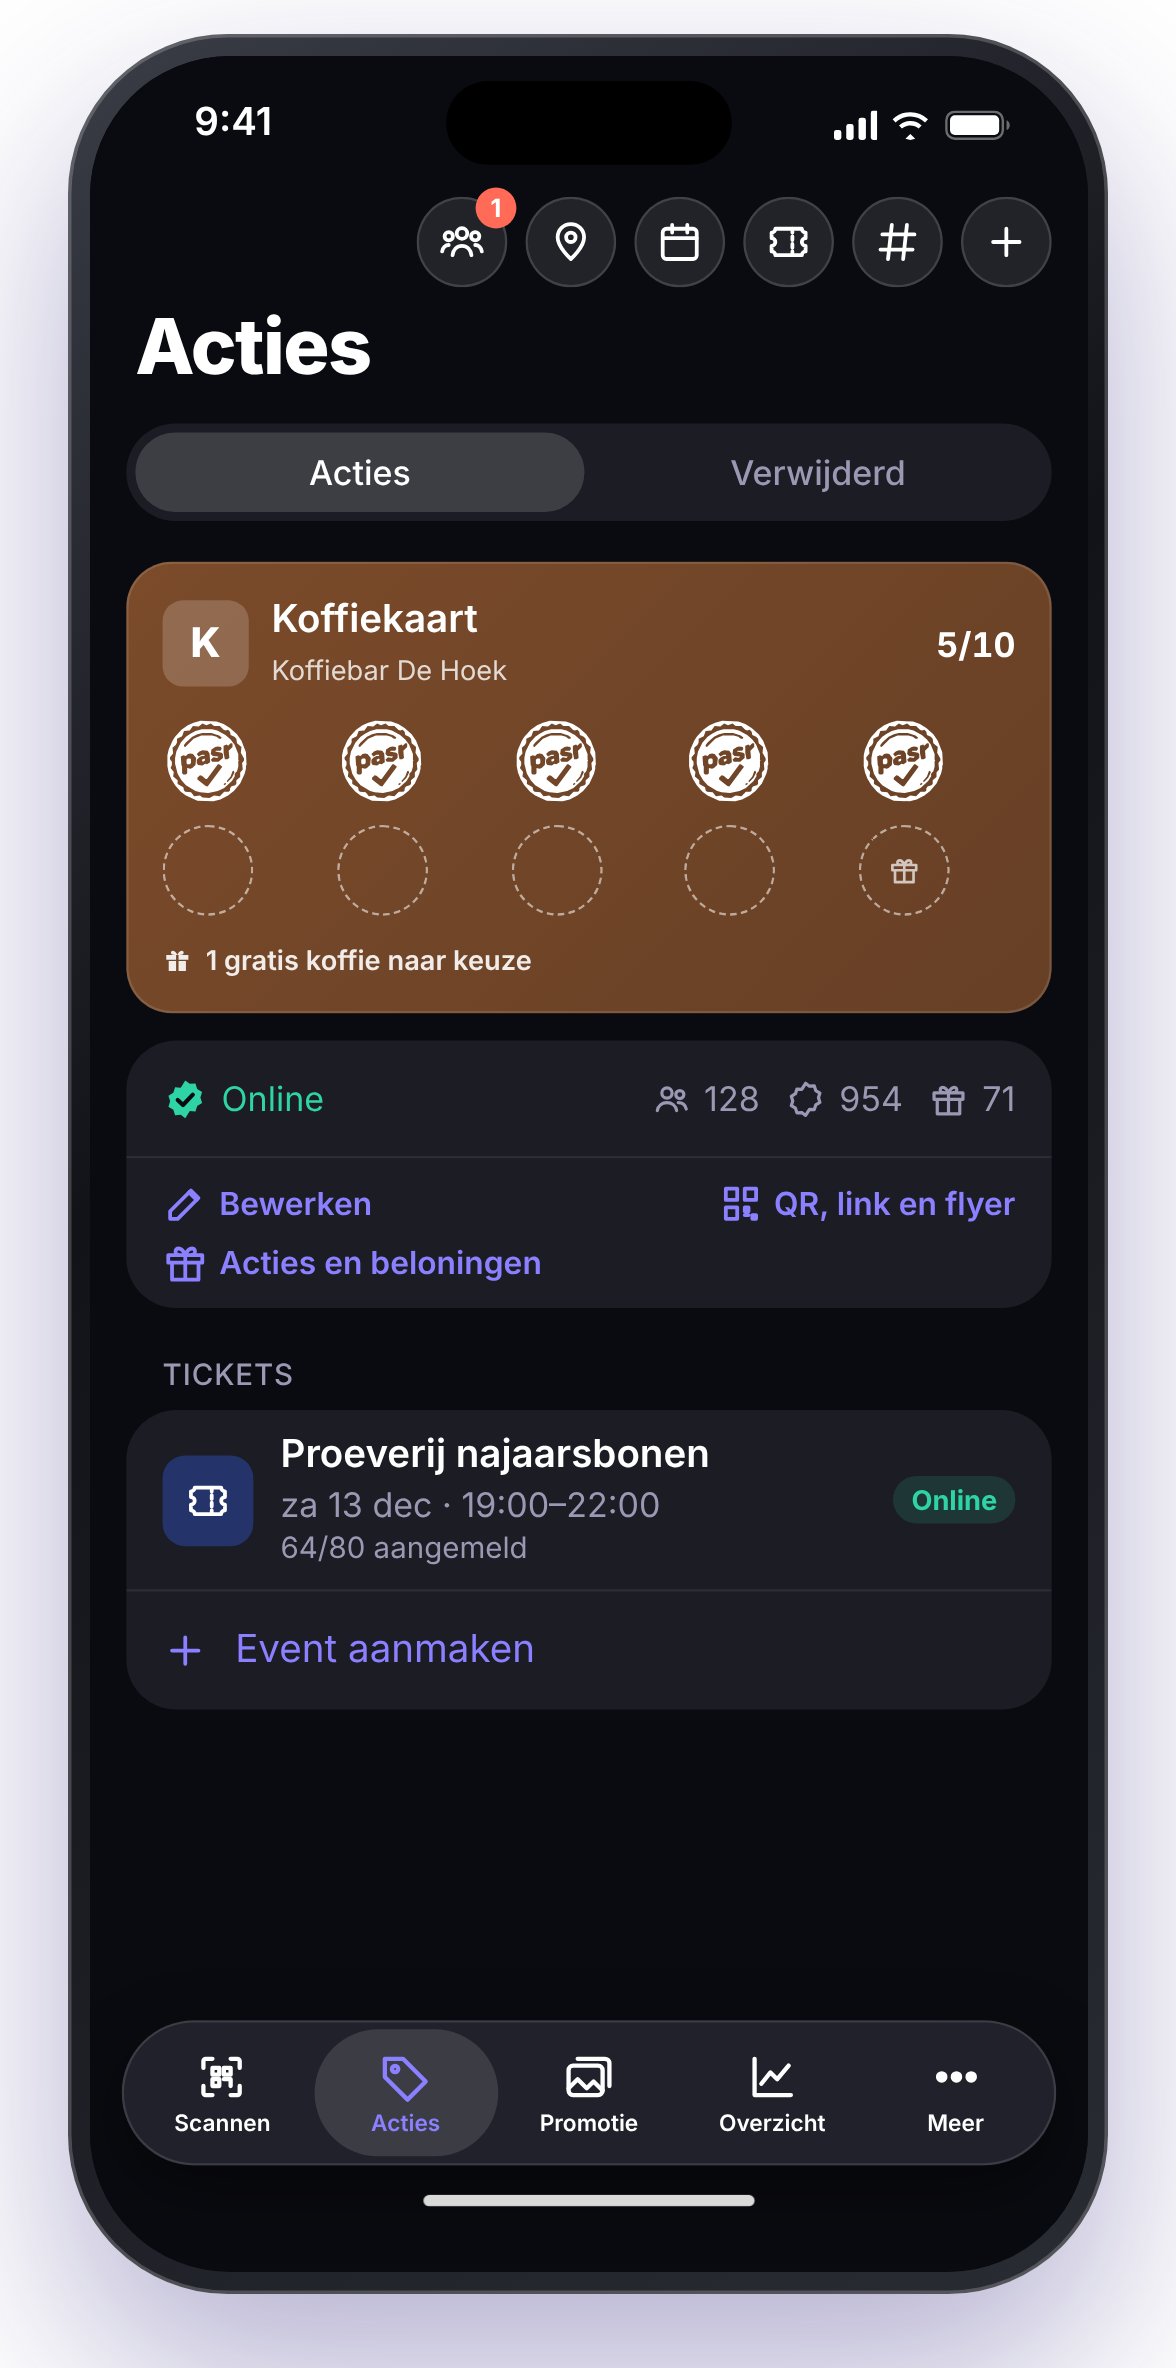 9:41
1
Acties
Acties Verwijderd
K Koffiekaart
Koffiebar De Hoek
5/10
pasr pasr pasr pasr pasr
1 gratis koffie naar keuze
Online 128 954 71
Bewerken QR, link en flyer
Acties en beloningen
TICKETS
Proeverij najaarsbonen
za 13 dec · 19:00–22:00
64/80 aangemeld
Online
+ Event aanmaken
Scannen Acties Promotie Overzicht Meer